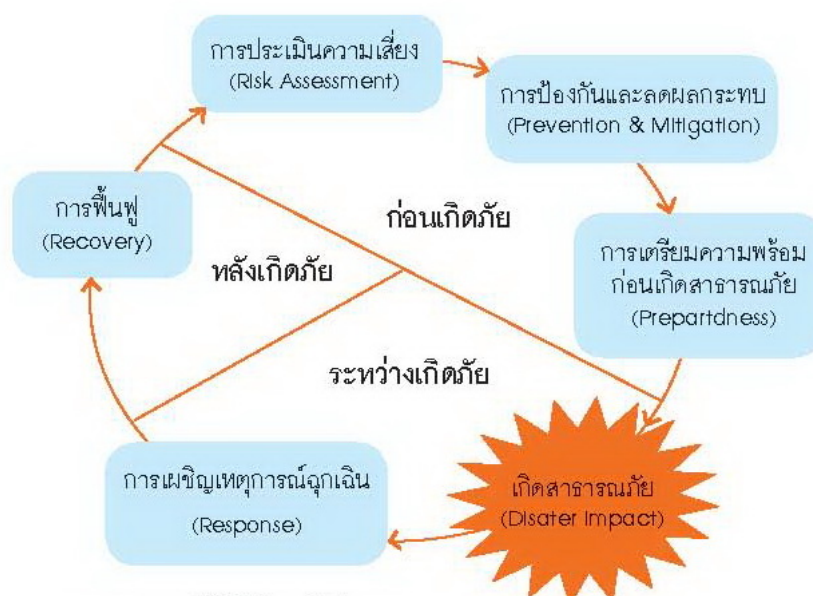 การประเมินความเสี่ยง
(Risk Assessment)
การป้องกันและลดผลกระทบ
(Prevention & Mitigation)
การฟื้นฟู
(Recovery)
ก่อนเกิดภัย
หลังเกิดภัย
การเตรียมความพร้อม
ก่อนเกิดสาธารณภัย
(Prepartdness)
ระหว่างเกิดภัย
การเผชิญเหตุการณ์ฉุกเฉิน
(Response)
เกิดสาธารณภัย
(Disater Impact)